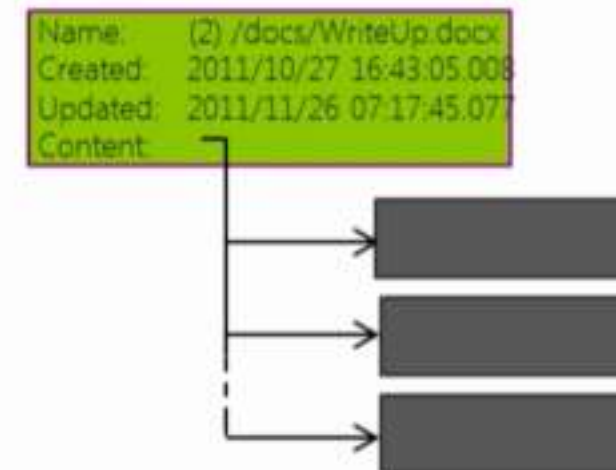 Name: (2) /docs/WriteUp.docx
Created: 2011/10/27 16:43:05.008
Updated: 2011/11/26 07:17:45.077
Content: